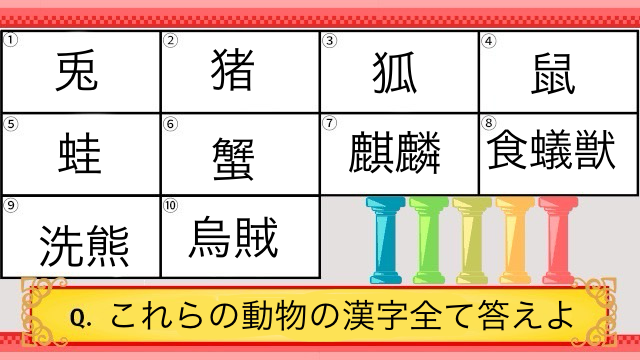 ① 兎 ② 猪 ③ 狐 ④ 鼠
⑤ 蛙 ⑥ 蟹 ⑦ 麒麟 ⑧ 食蟻獣
⑨ 洗熊 ⑩ 烏賊
Q. これらの動物の漢字全て答えよ